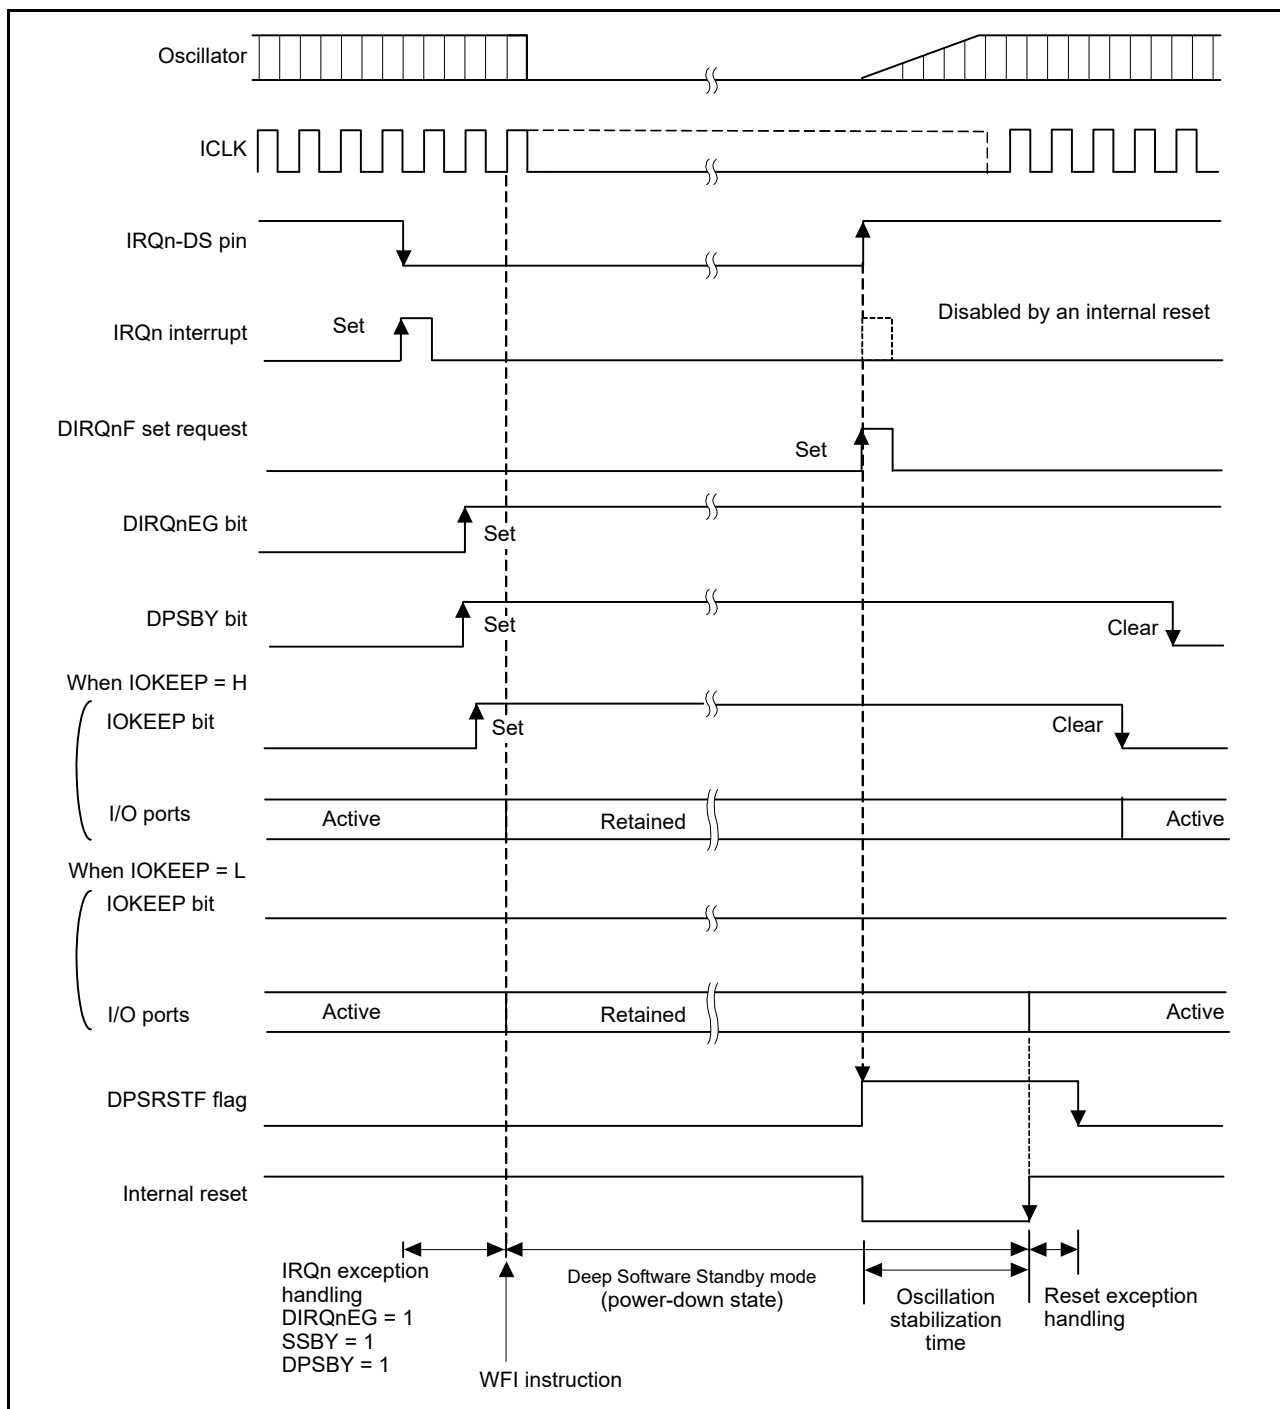 Oscillator
ICLK
IRQn-DS pin
IRQn interrupt
Set
Disabled by an internal reset
DIRQnF set request
Set
DIRQnEG bit
Set
DPSBY bit
Set
Clear
When IOKEEP = H
IOKEEP bit
Set
Clear
I/O ports
Active
Retained
Active
When IOKEEP = L
IOKEEP bit
I/O ports
Active
Retained
Active
DPSRSTF flag
Internal reset
IRQn exception
handling
DIRQnEG = 1
SSBY = 1
DPSBY = 1
WFI instruction
Deep Software Standby mode
(power-down state)
Oscillation
stabilization
time
Reset exception
handling